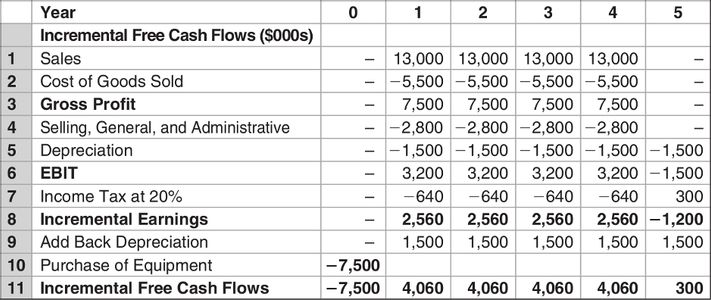 Year 0 1 2 3 4 5
Incremental Free Cash Flows ($000s)
1 Sales – 13,000 13,000 13,000 13,000 –
2 Cost of Goods Sold – −5,500 −5,500 −5,500 −5,500 –
3 Gross Profit – 7,500 7,500 7,500 7,500 –
4 Selling, General, and Administrative – −2,800 −2,800 −2,800 −2,800 –
5 Depreciation – −1,500 −1,500 −1,500 −1,500 −1,500
6 EBIT – 3,200 3,200 3,200 3,200 −1,500
7 Income Tax at 20% – −640 −640 −640 −640 300
8 Incremental Earnings – 2,560 2,560 2,560 2,560 −1,200
9 Add Back Depreciation – 1,500 1,500 1,500 1,500 1,500
10 Purchase of Equipment −7,500
11 Incremental Free Cash Flows −7,500 4,060 4,060 4,060 4,060 300